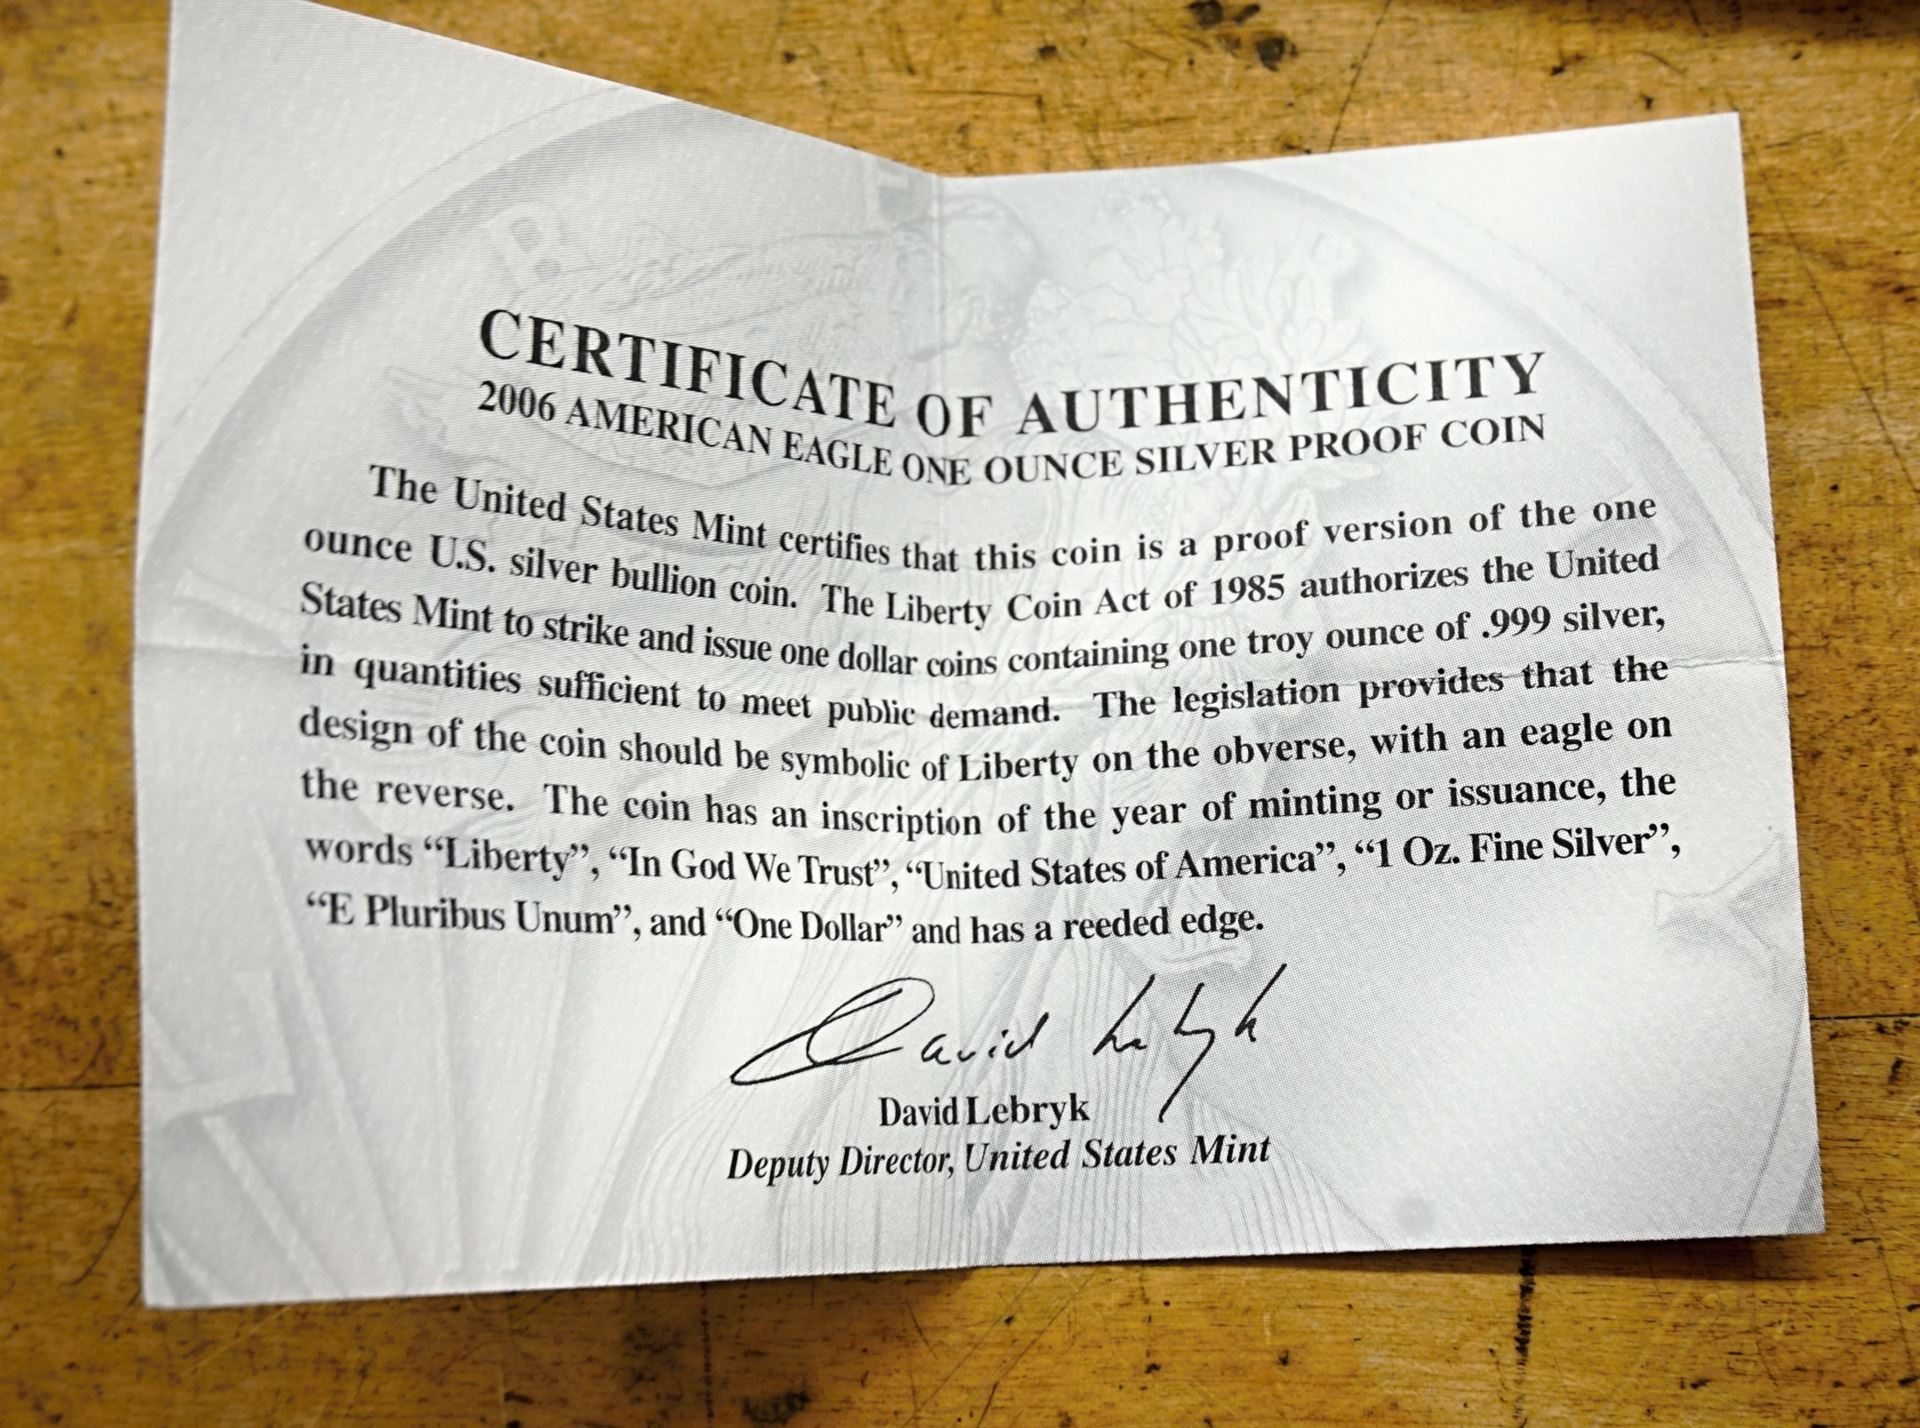 CERTIFICATE OF AUTHENTICITY
2006 AMERICAN EAGLE ONE OUNCE SILVER PROOF COIN
The United States Mint certifies that this coin is a proof version of the one
ounce U.S. silver bullion coin. The Liberty Coin Act of 1985 authorizes the United
States Mint to strike and issue one dollar coins containing one troy ounce of .999 silver,
in quantities sufficient to meet public demand. The legislation provides that the
design of the coin should be symbolic of Liberty on the obverse, with an eagle on
the reverse. The coin has an inscription of the year of minting or issuance, the
words “Liberty”, “In God We Trust”, “United States of America”, “1 Oz. Fine Silver”,
“E Pluribus Unum”, and “One Dollar” and has a reeded edge.
David Lebryk
David Lebryk
Deputy Director, United States Mint